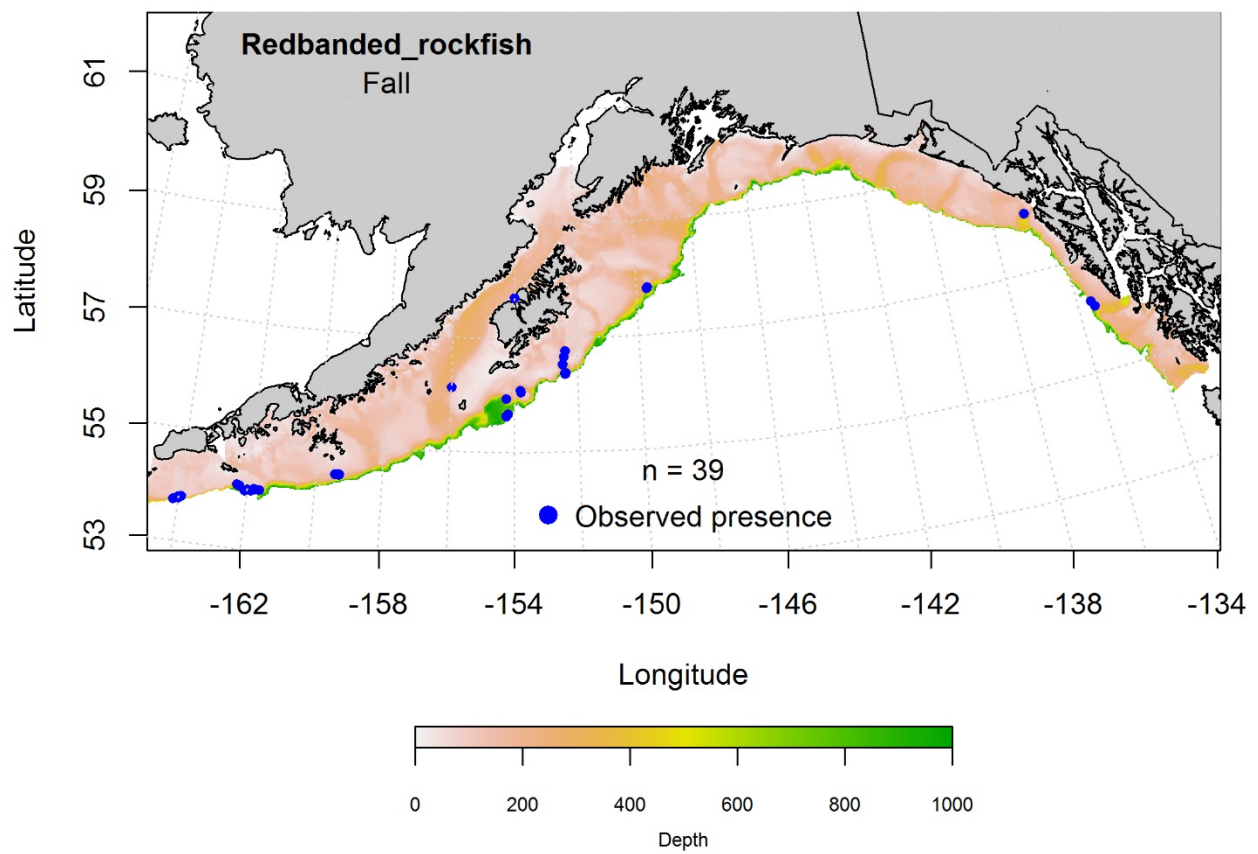 Redbanded_rockfish
Fall
61
59
57
55
53
Latitude
n = 39
Observed presence
-162 -158 -154 -150 -146 -142 -138 -134
Longitude
0 200 400 600 800 1000
Depth